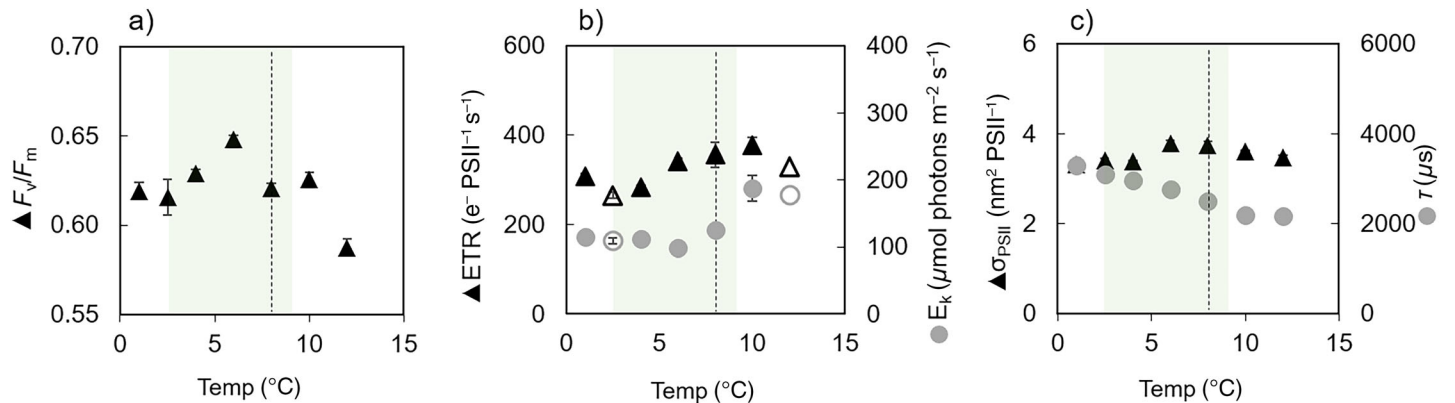 a)
0.70
0.65
0.60
0.55
▲ Fv/Fm
0 5 10 15
Temp (°C)
b)
600
400
200
0
▲ ETR (e⁻ PSII⁻¹ s⁻¹)
400
300
200
100
0
● Eₖ (µmol photons m⁻² s⁻¹)
0 5 10 15
Temp (°C)
c)
6
4
2
0
▲ σPSII (nm² PSII⁻¹)
6000
4000
2000
0
● τ (µs)
0 5 10 15
Temp (°C)